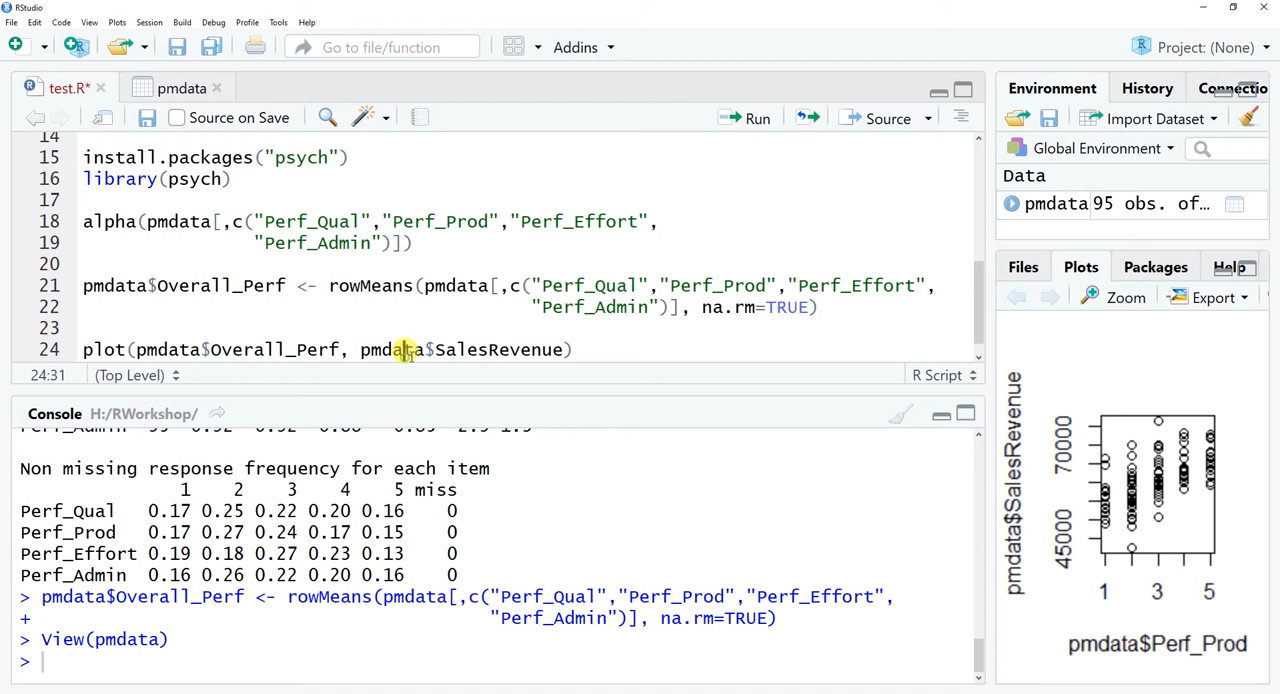 RStudio
File Edit Code View Plots Session Build Debug Profile Tools Help
Go to file/function Addins Project: (None)
test.R* pmdata
Source on Save Run Source
14
15 install.packages("psych")
16 library(psych)
17
18 alpha(pmdata[,c("Perf_Qual","Perf_Prod","Perf_Effort",
19 "Perf_Admin")])
20
21 pmdata$Overall_Perf <- rowMeans(pmdata[,c("Perf_Qual","Perf_Prod","Perf_Effort",
22 "Perf_Admin")], na.rm=TRUE)
23
24 plot(pmdata$Overall_Perf, pmdata$SalesRevenue)
24:31 (Top Level) R Script
Console H:/RWorkshop/
Non missing response frequency for each item
1 2 3 4 5 miss
Perf_Qual 0.17 0.25 0.22 0.20 0.16 0
Perf_Prod 0.17 0.27 0.24 0.17 0.15 0
Perf_Effort 0.19 0.18 0.27 0.23 0.13 0
Perf_Admin 0.16 0.26 0.22 0.20 0.16 0
> pmdata$Overall_Perf <- rowMeans(pmdata[,c("Perf_Qual","Perf_Prod","Perf_Effort",
+ "Perf_Admin")], na.rm=TRUE)
> View(pmdata)
>
Environment History Connectio
Import Dataset
Global Environment
Data
pmdata 95 obs. of…
Files Plots Packages Help
Zoom Export
pmdata$SalesRevenue
45000 70000
1 3 5
pmdata$Perf_Prod